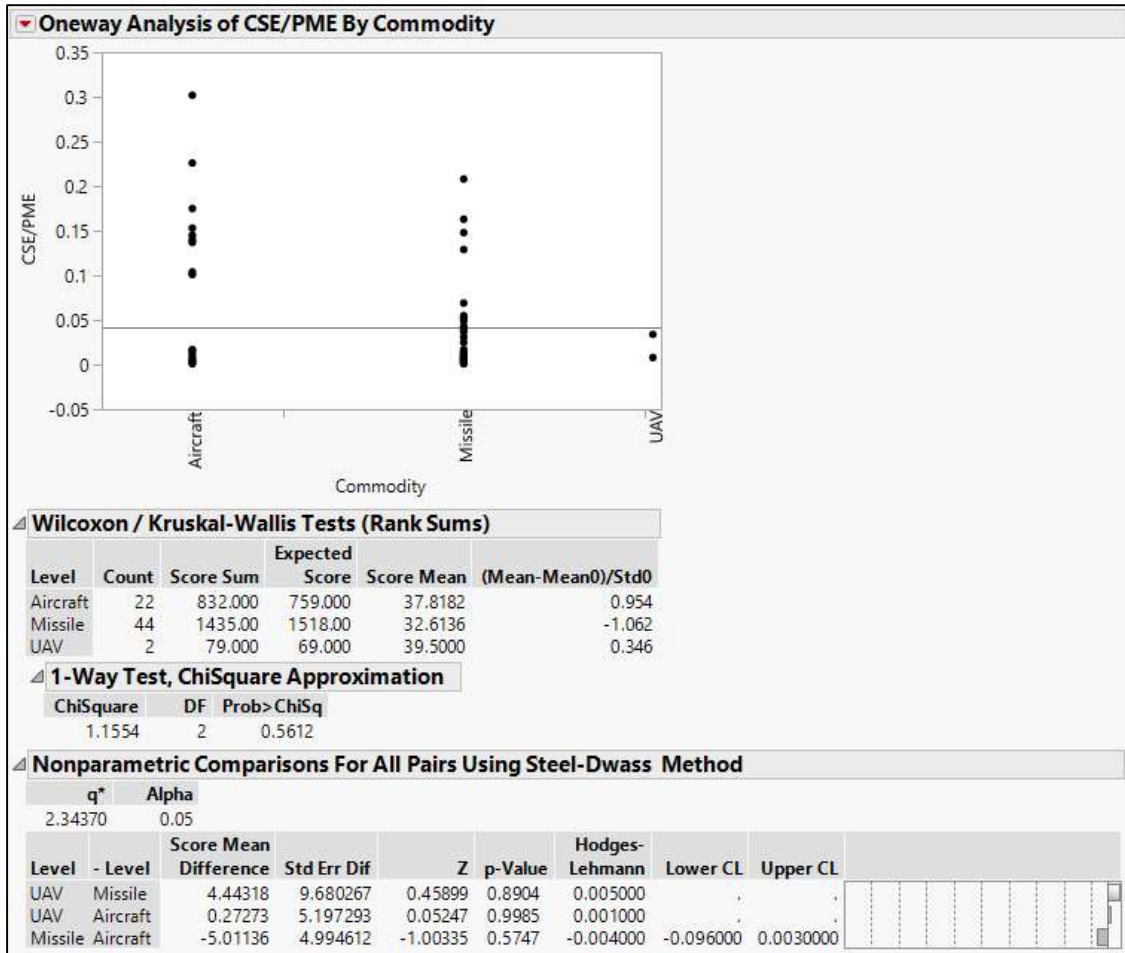 Oneway Analysis of CSE/PME By Commodity
0.35
0.3
0.25
0.2
0.15
0.1
0.05
0
-0.05
CSE/PME
Aircraft
Missile
UAV
Commodity
Wilcoxon / Kruskal-Wallis Tests (Rank Sums)
Expected
Level Count Score Sum Score Score Mean (Mean-Mean0)/Std0
Aircraft 22 832.000 759.000 37.8182 0.954
Missile 44 1435.00 1518.00 32.6136 -1.062
UAV 2 79.000 69.000 39.5000 0.346
1-Way Test, ChiSquare Approximation
ChiSquare DF Prob>ChiSq
1.1554 2 0.5612
Nonparametric Comparisons For All Pairs Using Steel-Dwass Method
q* Alpha
2.34370 0.05
Score Mean Hodges-
Level - Level Difference Std Err Dif Z p-Value Lehmann Lower CL Upper CL
UAV Missile 4.44318 9.680267 0.45899 0.8904 0.005000 . .
UAV Aircraft 0.27273 5.197293 0.05247 0.9985 0.001000 . .
Missile Aircraft -5.01136 4.994612 -1.00335 0.5747 -0.004000 -0.096000 0.0030000